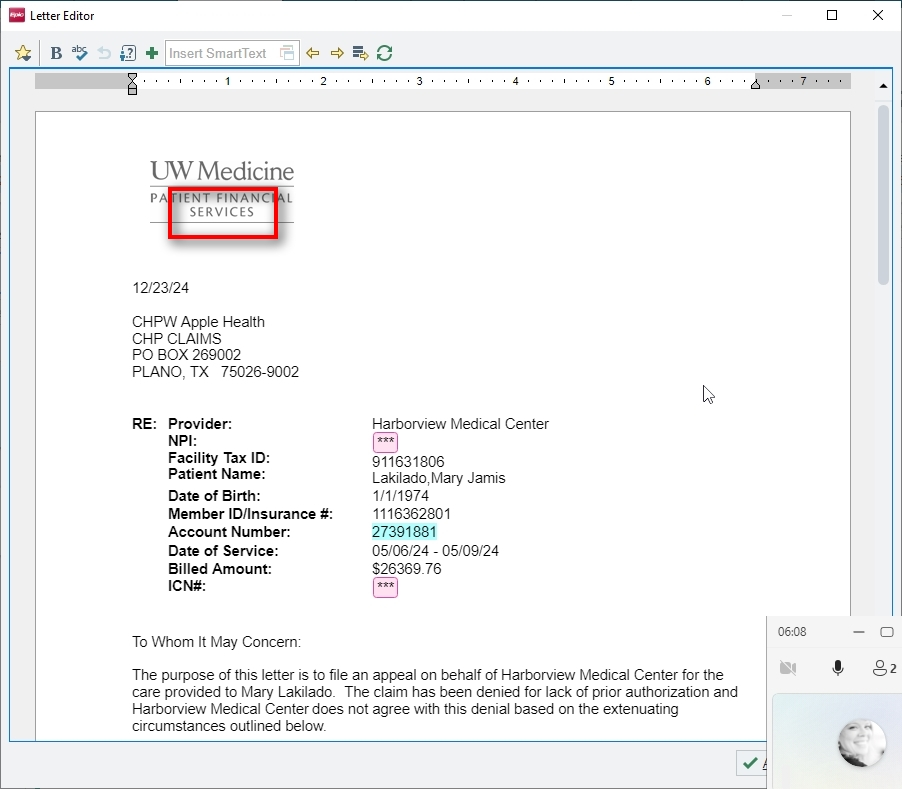 Epic Letter Editor
B abc Insert SmartText
1 2 3 4 5 6 7
UW Medicine
PATIENT FINANCIAL
SERVICES
12/23/24
CHPW Apple Health
CHP CLAIMS
PO BOX 269002
PLANO, TX 75026-9002
RE: Provider: Harborview Medical Center
NPI: ***
Facility Tax ID: 911631806
Patient Name: Lakilado,Mary Jamis
Date of Birth: 1/1/1974
Member ID/Insurance #: 1116362801
Account Number: 27391881
Date of Service: 05/06/24 - 05/09/24
Billed Amount: $26369.76
ICN#: ***
To Whom It May Concern:
The purpose of this letter is to file an appeal on behalf of Harborview Medical Center for the
care provided to Mary Lakilado. The claim has been denied for lack of prior authorization and
Harborview Medical Center does not agree with this denial based on the extenuating
circumstances outlined below.
06:08
2